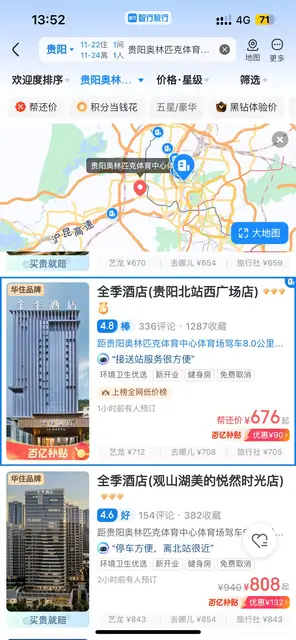 13:52
智行旅行
4G
71
贵阳
11-22住
11-24离
1间
1人
贵阳奥林匹克体育...
地图
更多
欢迎度排序
贵阳奥林...
价格·星级
筛选
帮还价
积分当钱花
五星/豪华
黑钻体验价
贵阳奥林匹克体育中心体
沪昆高速
大地图
买贵就赔
艺龙 ¥670
去哪儿 ¥654
旅行社 ¥659
华住品牌
全季酒店(贵阳北站西广场店)
4.8 棒
336评论 · 1287收藏
距贵阳奥林匹克体育中心体育场驾车8.0公里...
“接送站服务很方便”
环境卫生优选
新开业
健身房
免费取消
上榜全网低价榜
1小时前有人预订
帮还价 ¥676起
百亿补贴
优惠¥90
百亿补贴
艺龙 ¥712
去哪儿 ¥708
旅行社 ¥705
华住品牌
全季酒店(观山湖美的悦然时光店)
4.6 好
154评论 · 382收藏
距贵阳奥林匹克体育中心体育场驾车
“停车方便，离北站很近”
环境卫生优选
新开业
健身房
免费取消
2小时前有人预订
¥940 ¥808起
百亿补贴
优惠¥132
买贵就赔
艺龙 ¥843
去哪儿 ¥854
旅行社 ¥843